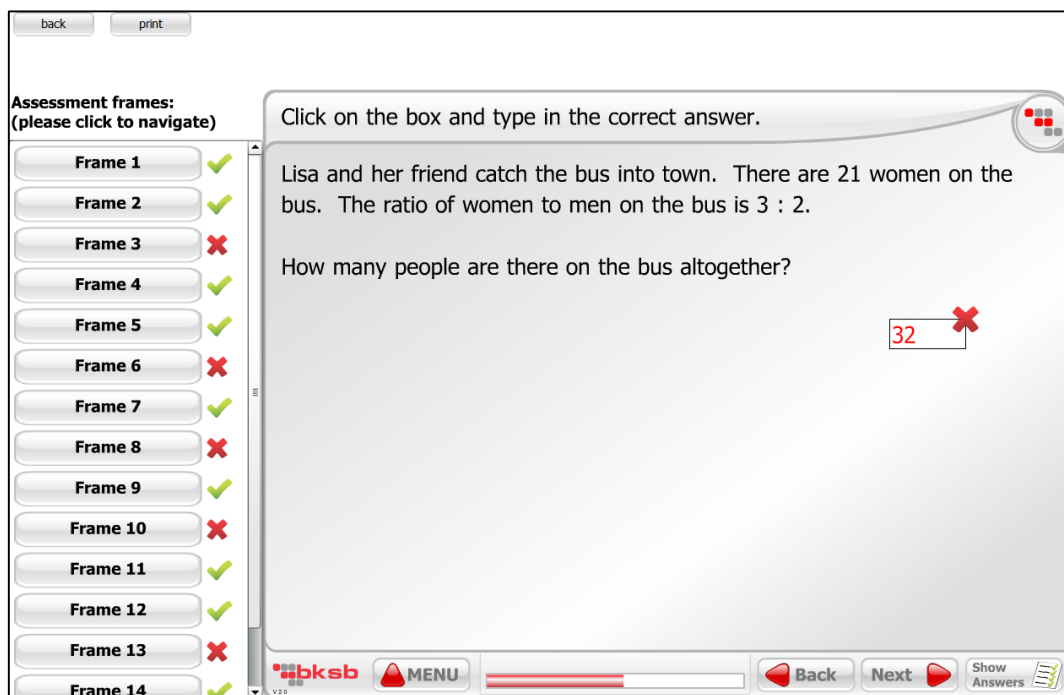 back
print
Assessment frames:
(please click to navigate)
Frame 1
Frame 2
Frame 3
Frame 4
Frame 5
Frame 6
Frame 7
Frame 8
Frame 9
Frame 10
Frame 11
Frame 12
Frame 13
Frame 14
Click on the box and type in the correct answer.
Lisa and her friend catch the bus into town.  There are 21 women on the
bus.  The ratio of women to men on the bus is 3 : 2.
How many people are there on the bus altogether?
32
bksb
V 2 0
MENU
Back
Next
Show
Answers